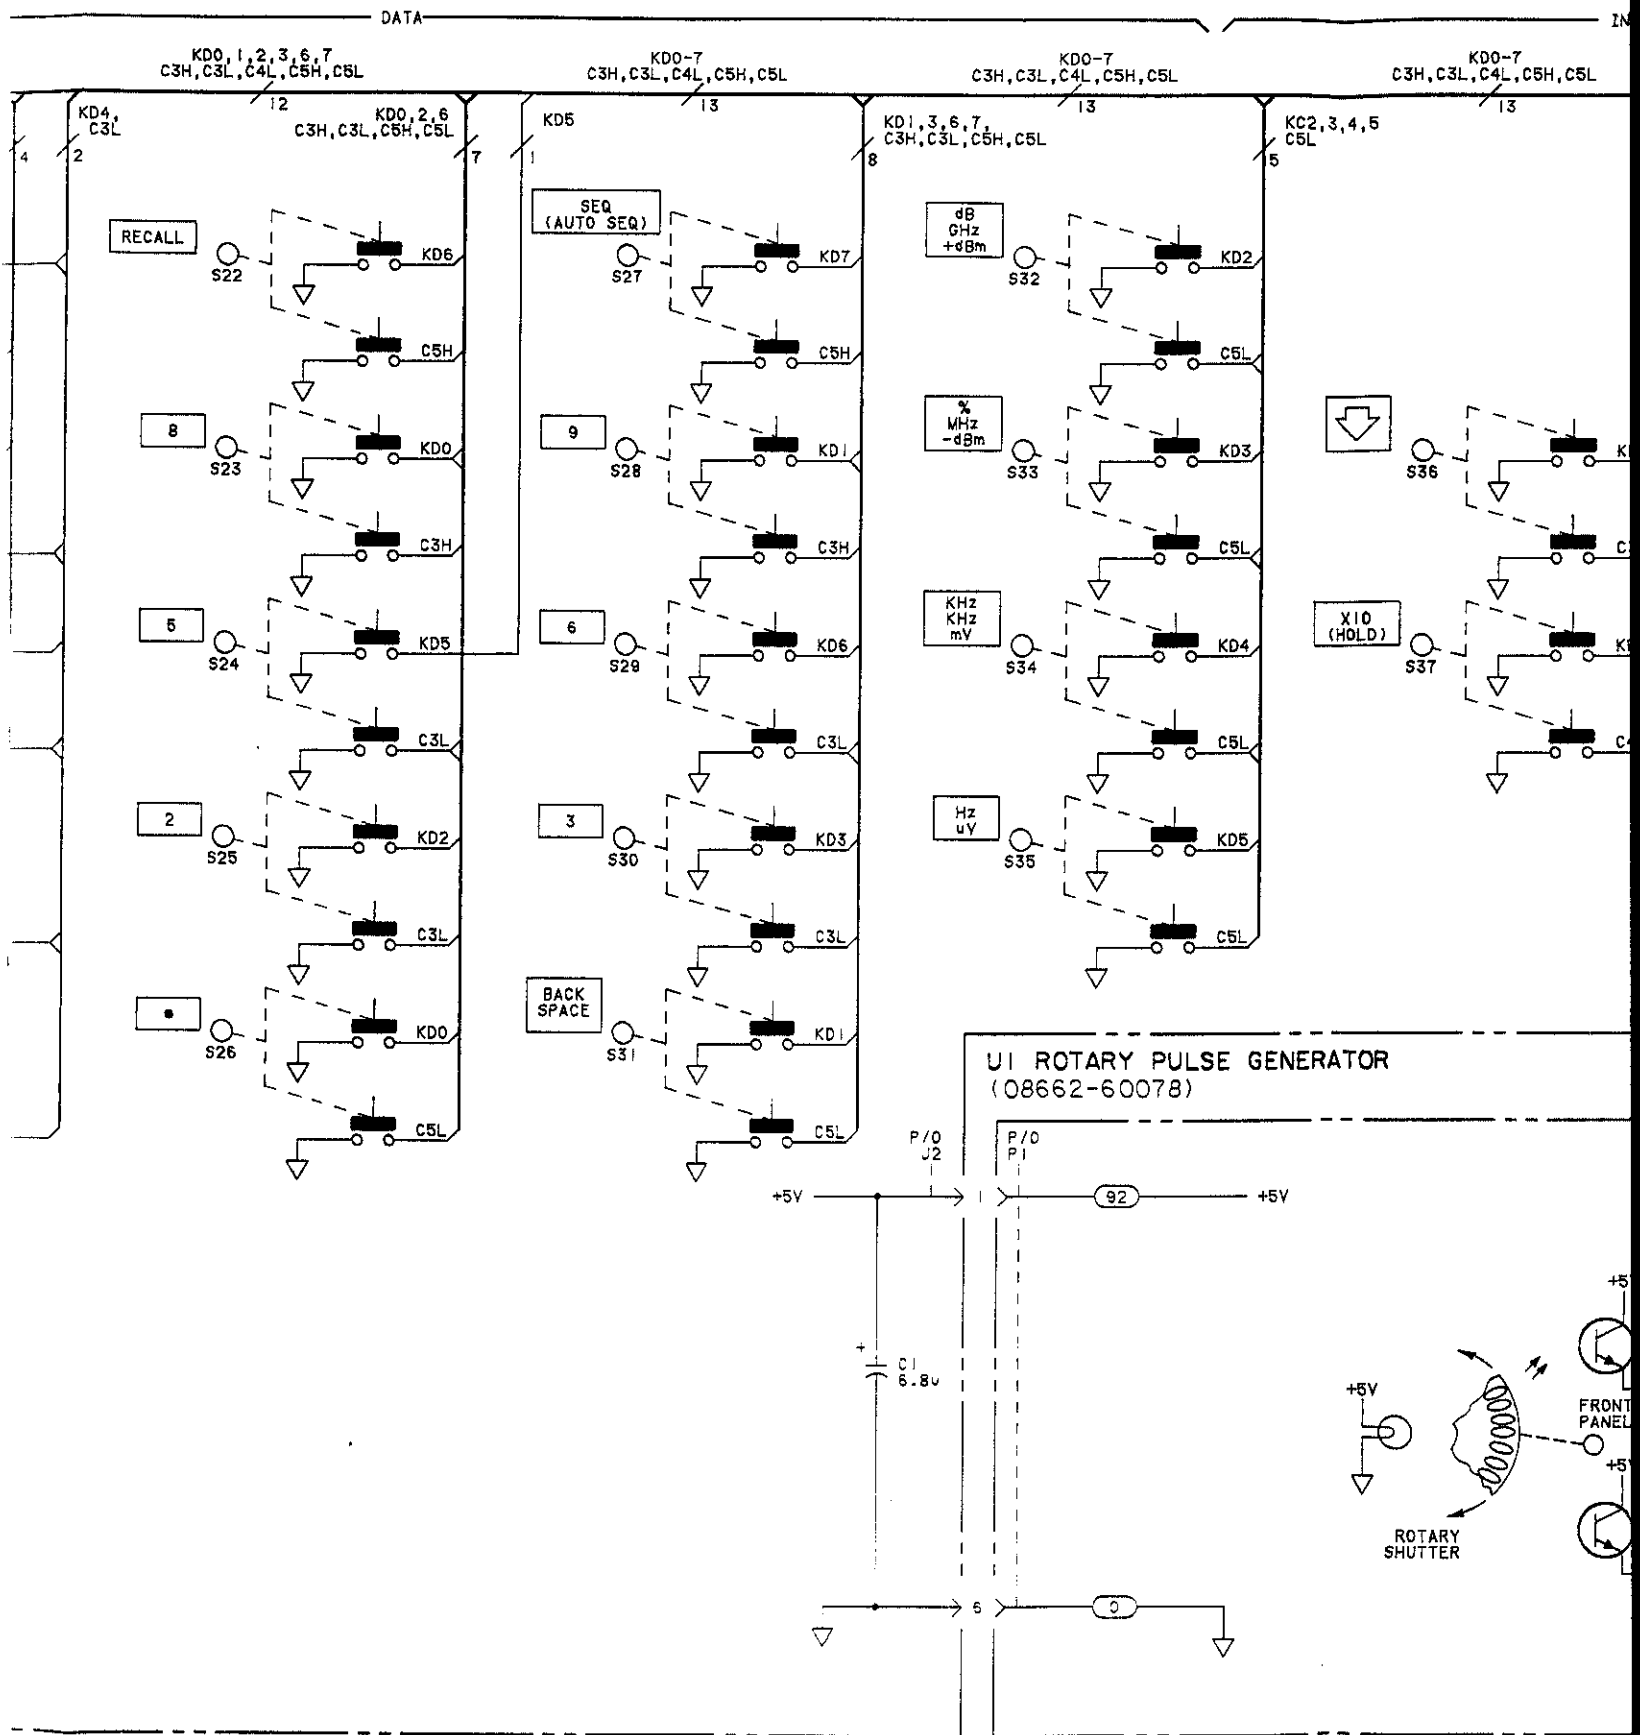 DATA
KD0,1,2,3,6,7
C3H,C3L,C4L,C5H,C5L
KD0-7
C3H,C3L,C4L,C5H,C5L
KD0-7
C3H,C3L,C4L,C5H,C5L
KD0-7
C3H,C3L,C4L,C5H,C5L
12
13
13
13
KD4,
C3L
4
2
KD0,2,6
C3H,C3L,C5H,C5L
7
KD5
1
KD1,3,6,7,
C3H,C3L,C5H,C5L
8
KC2,3,4,5
C5L
5
RECALL
S22
KD6
C5H
8
S23
KD0
C3H
5
S24
KD5
C3L
2
S25
KD2
C3L
S26
KD0
C5L
SEQ
(AUTO SEQ)
S27
KD7
C5H
9
S28
KD1
C3H
6
S29
KD6
C3L
3
S30
KD3
C3L
BACK
SPACE
S31
KD1
C5L
dB
GHz
+dBm
S32
KD2
C5L
%
MHz
-dBm
S33
KD3
C5L
KHz
KHz
mV
S34
KD4
C5L
Hz
uV
S35
KD5
C5L
S36
X10
(HOLD)
S37
U1 ROTARY PULSE GENERATOR
(08662-60078)
P/O
J2
P/O
P1
+5V
1
92
+5V
+
C1
6.8u
6
0
+5V
ROTARY
SHUTTER
FRONT
PANEL